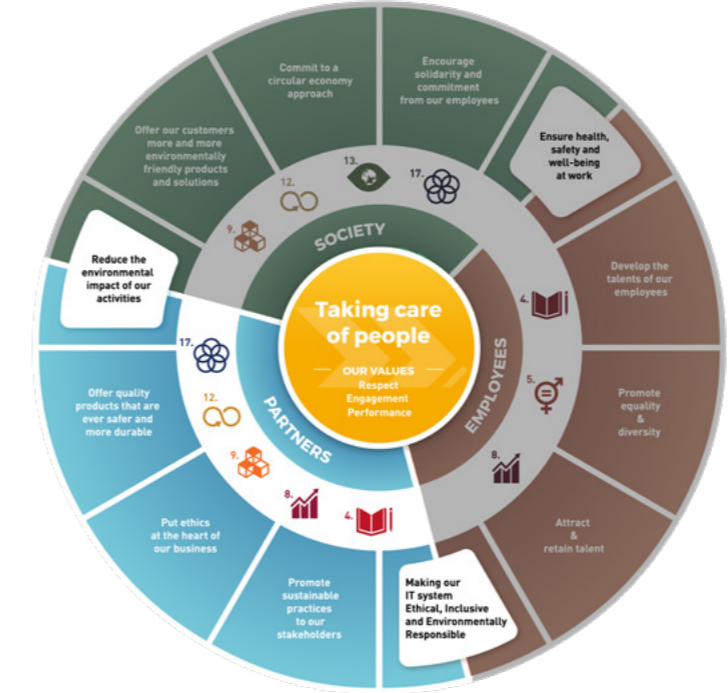 Commit to a
circular economy
approach
Encourage
solidarity and
commitment
from our employees
Offer our customers
more and more
environmentally
friendly products
and solutions
Ensure health,
safety and
well-being
at work
Reduce the
environmental
impact of our
activities
Develop the
talents of our
employees
Promote
equality
&
diversity
Attract
&
retain talent
Making our
IT system
Ethical, Inclusive
and Environmentally
Responsible
Promote
sustainable
practices
to our
stakeholders
Put ethics
at the heart of
our business
Offer quality
products that are
ever safer and
more durable
9.
12.
13.
17.
SOCIETY
4.
5.
8.
EMPLOYEES
17.
12.
9.
8.
4.
PARTNERS
Taking care
of people
OUR VALUES
Respect
Engagement
Performance